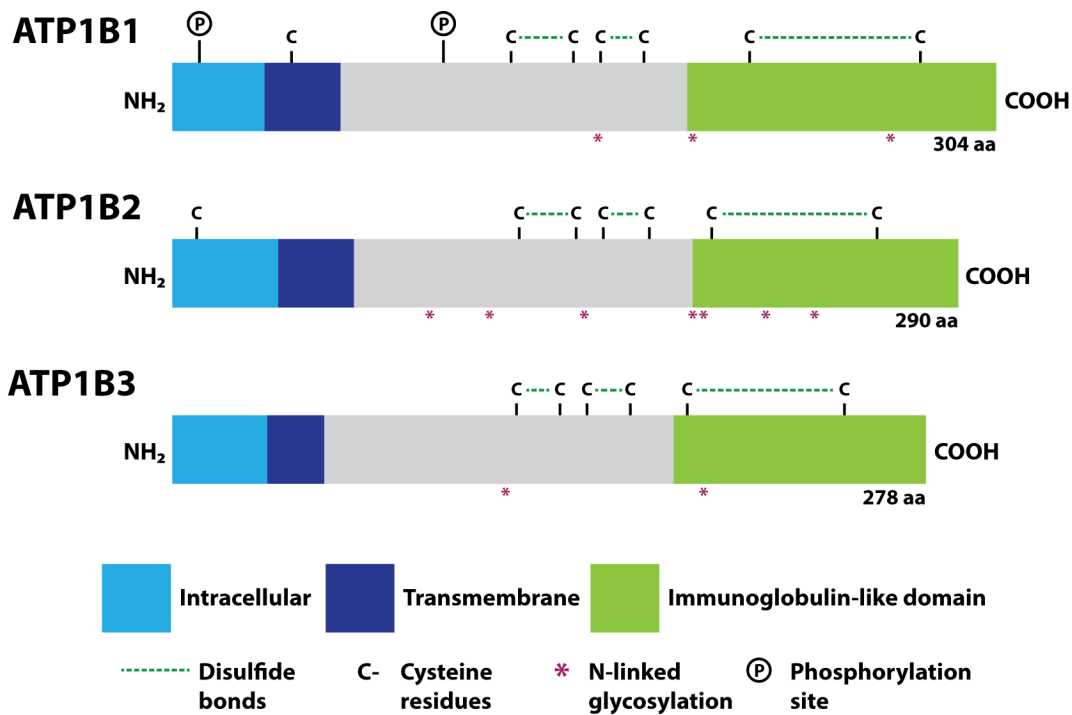 ATP1B1
P C P C C C C C C
NH₂ COOH
* * *
304 aa
ATP1B2
C C C C C C C
NH₂ COOH
* * * ** * *
290 aa
ATP1B3
C C C C C C
NH₂ COOH
* *
278 aa
Intracellular Transmembrane Immunoglobulin-like domain
Disulfide bonds
C- Cysteine residues
* N-linked glycosylation
P Phosphorylation site